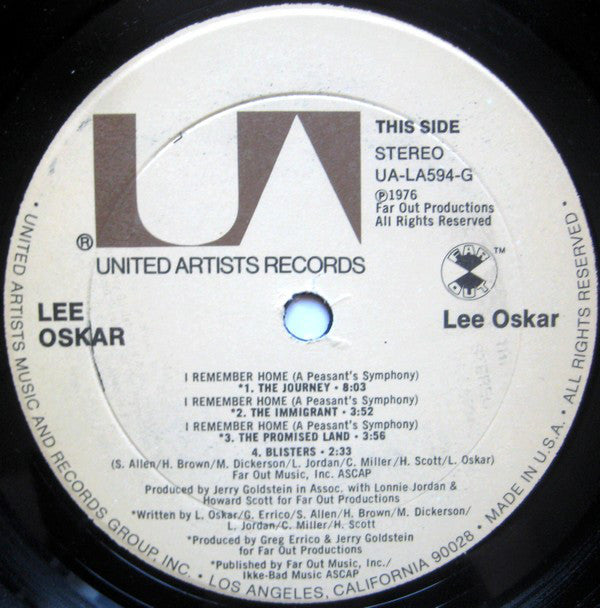 UA
®
UNITED ARTISTS RECORDS
THIS SIDE
STEREO
UA-LA594-G
Ⓟ1976
Far Out Productions
All Rights Reserved
FAR OUT
TM
LEE
OSKAR
Lee Oskar
I REMEMBER HOME (A Peasant's Symphony)
*1. THE JOURNEY • 8:03
I REMEMBER HOME (A Peasant's Symphony)
*2. THE IMMIGRANT • 3:52
I REMEMBER HOME (A Peasant's Symphony)
*3. THE PROMISED LAND • 3:56
4. BLISTERS • 2:33
(S. Allen/H. Brown/M. Dickerson/L. Jordan/C. Miller/H. Scott/L. Oskar)
Far Out Music, Inc. ASCAP
Produced by Jerry Goldstein in Assoc. with Lonnie Jordan &
Howard Scott for Far Out Productions
*Written by L. Oskar/G. Errico/S. Allen/H. Brown/M. Dickerson/
L. Jordan/C. Miller/H. Scott
*Produced by Greg Errico & Jerry Goldstein
for Far Out Productions
*Published by Far Out Music, Inc./
Ikke-Bad Music ASCAP
• UNITED ARTISTS MUSIC AND RECORDS GROUP, INC. • LOS ANGELES, CALIFORNIA 90028 • MADE IN U.S.A. • ALL RIGHTS RESERVED •